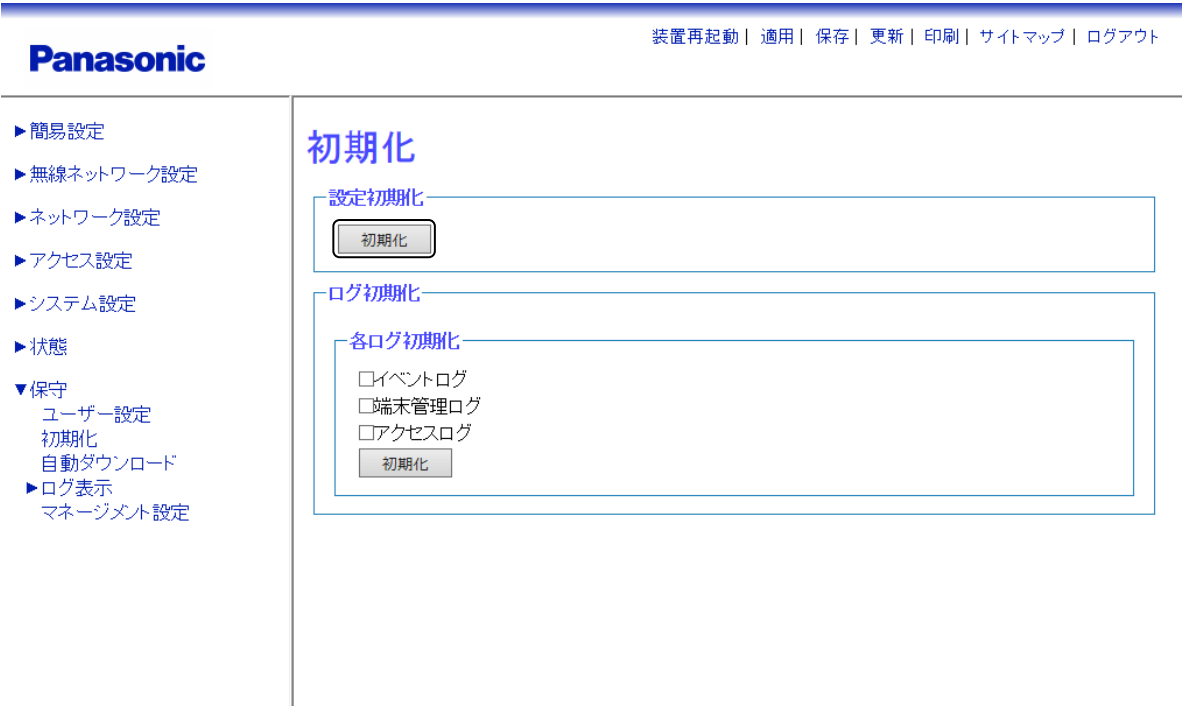 装置再起動| 適用| 保存| 更新| 印刷| サイトマップ| ログアウト
Panasonic
▶簡易設定
▶無線ネットワーク設定
▶ネットワーク設定
▶アクセス設定
▶システム設定
▶状態
▼保守
ユーザー設定
初期化
自動ダウンロード
▶ログ表示
マネージメント設定
初期化
設定初期化
初期化
ログ初期化
各ログ初期化
□イベントログ
□端末管理ログ
□アクセスログ
初期化